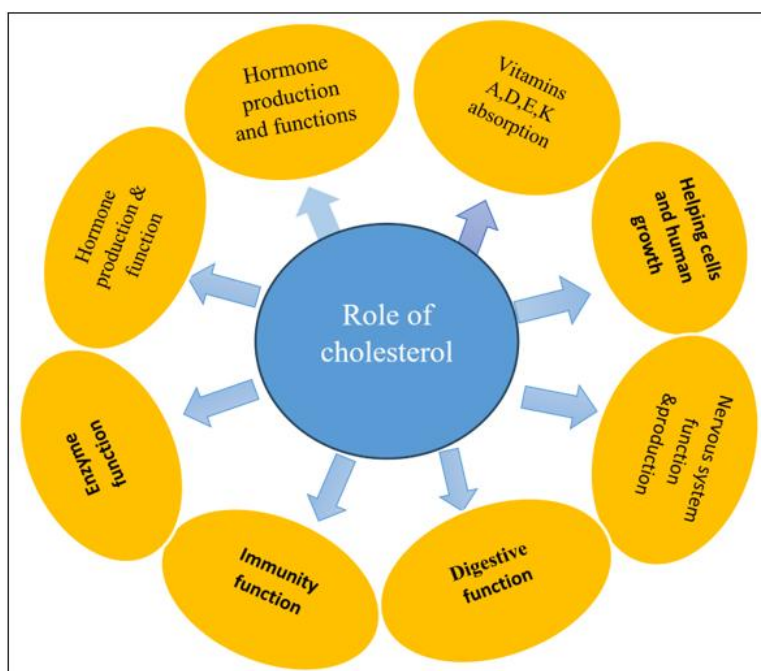 Role of
cholesterol
Hormone
production
and functions
Vitamins
A,D,E,K
absorption
Helping cells
and human
growth
Nervous system
function
&production
Digestive
function
Immunity
function
Enzyme
function
Hormone
production &
function